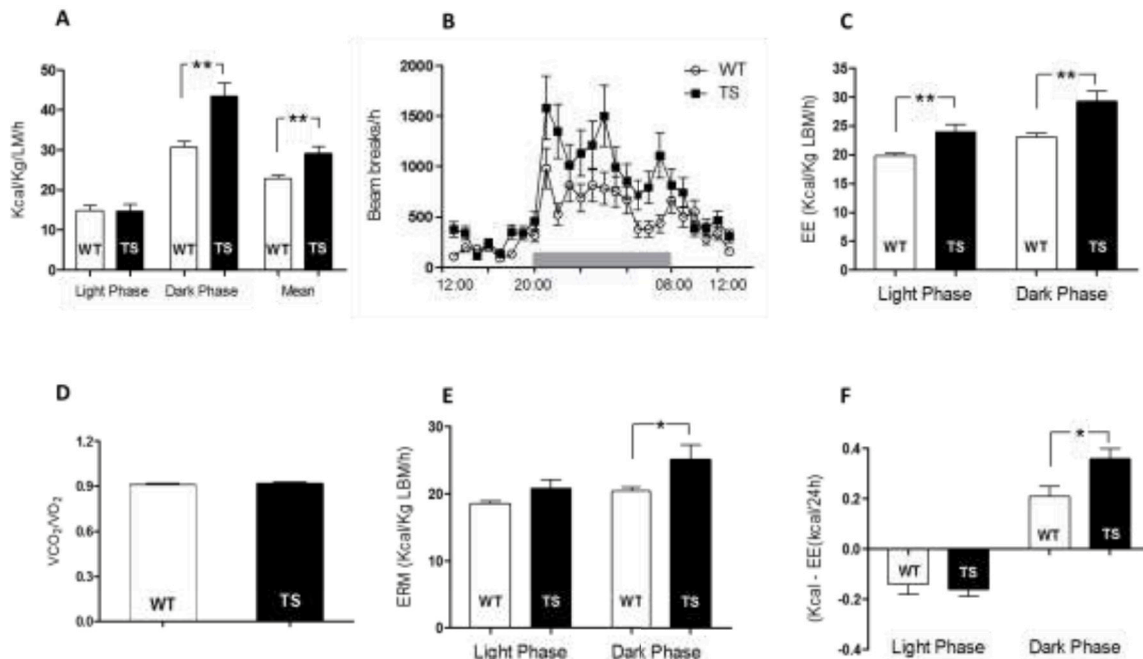 A
Kcal/Kg/LM/h
50
40
30
20
10
0
**
**
WT
TS
WT
TS
WT
TS
Light Phase Dark Phase Mean
B
Beam breaks/h
2000
1500
1000
500
0
WT
TS
12:00 20:00 08:00 12:00
C
EE (Kcal/Kg LBM/h)
35
30
25
20
15
10
5
0
**
**
WT
TS
WT
TS
Light Phase Dark Phase
D
VCO2/VO2
1.2
0.9
0.6
0.3
0.0
WT
TS
E
ERM (Kcal/Kg LBM/h)
30
20
10
0
*
WT
TS
WT
TS
Light Phase Dark Phase
F
(Kcal - EE(kcal/24h)
0.4
0.2
0.0
-0.2
-0.4
*
WT
TS
WT
TS
Light Phase Dark Phase